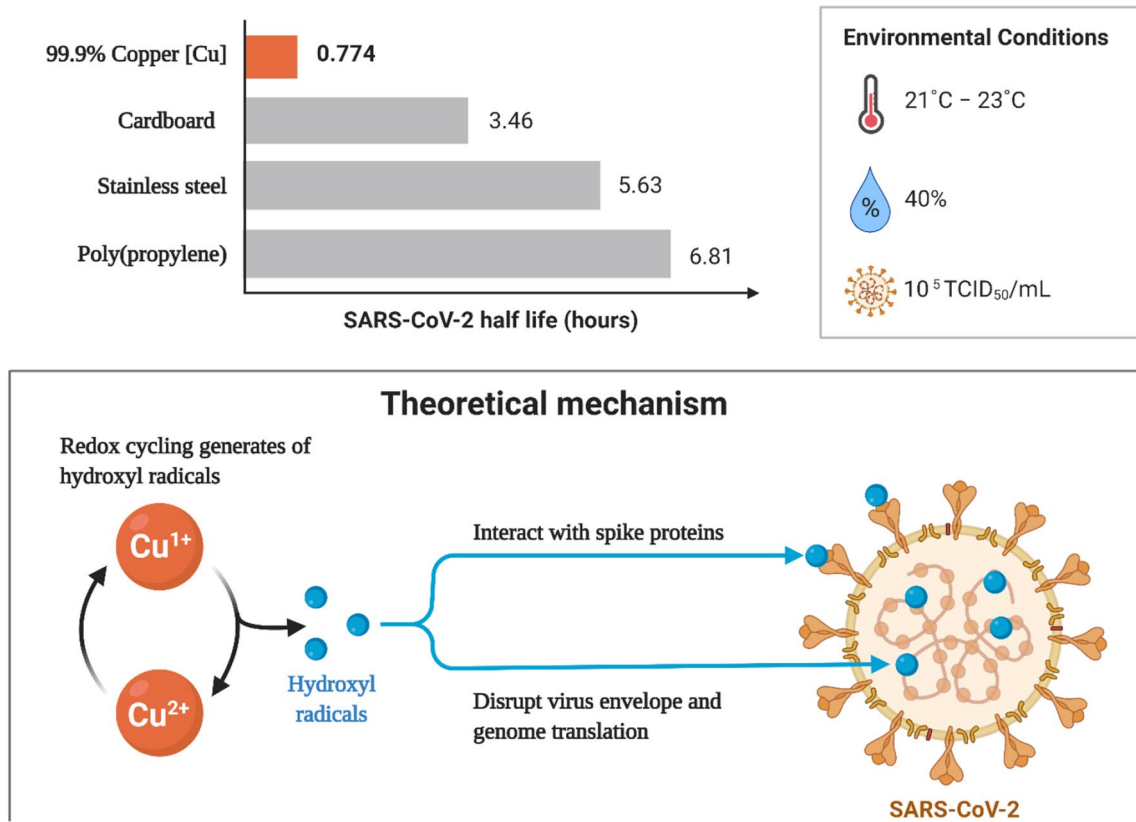 99.9% Copper [Cu]
0.774
Cardboard
3.46
Stainless steel
5.63
Poly(propylene)
6.81
SARS-CoV-2 half life (hours)
Environmental Conditions
21°C – 23°C
%
40%
10⁵ TCID₅₀/mL
Theoretical mechanism
Redox cycling generates of
hydroxyl radicals
Cu¹⁺
Cu²⁺
Hydroxyl
radicals
Interact with spike proteins
Disrupt virus envelope and
genome translation
SARS-CoV-2